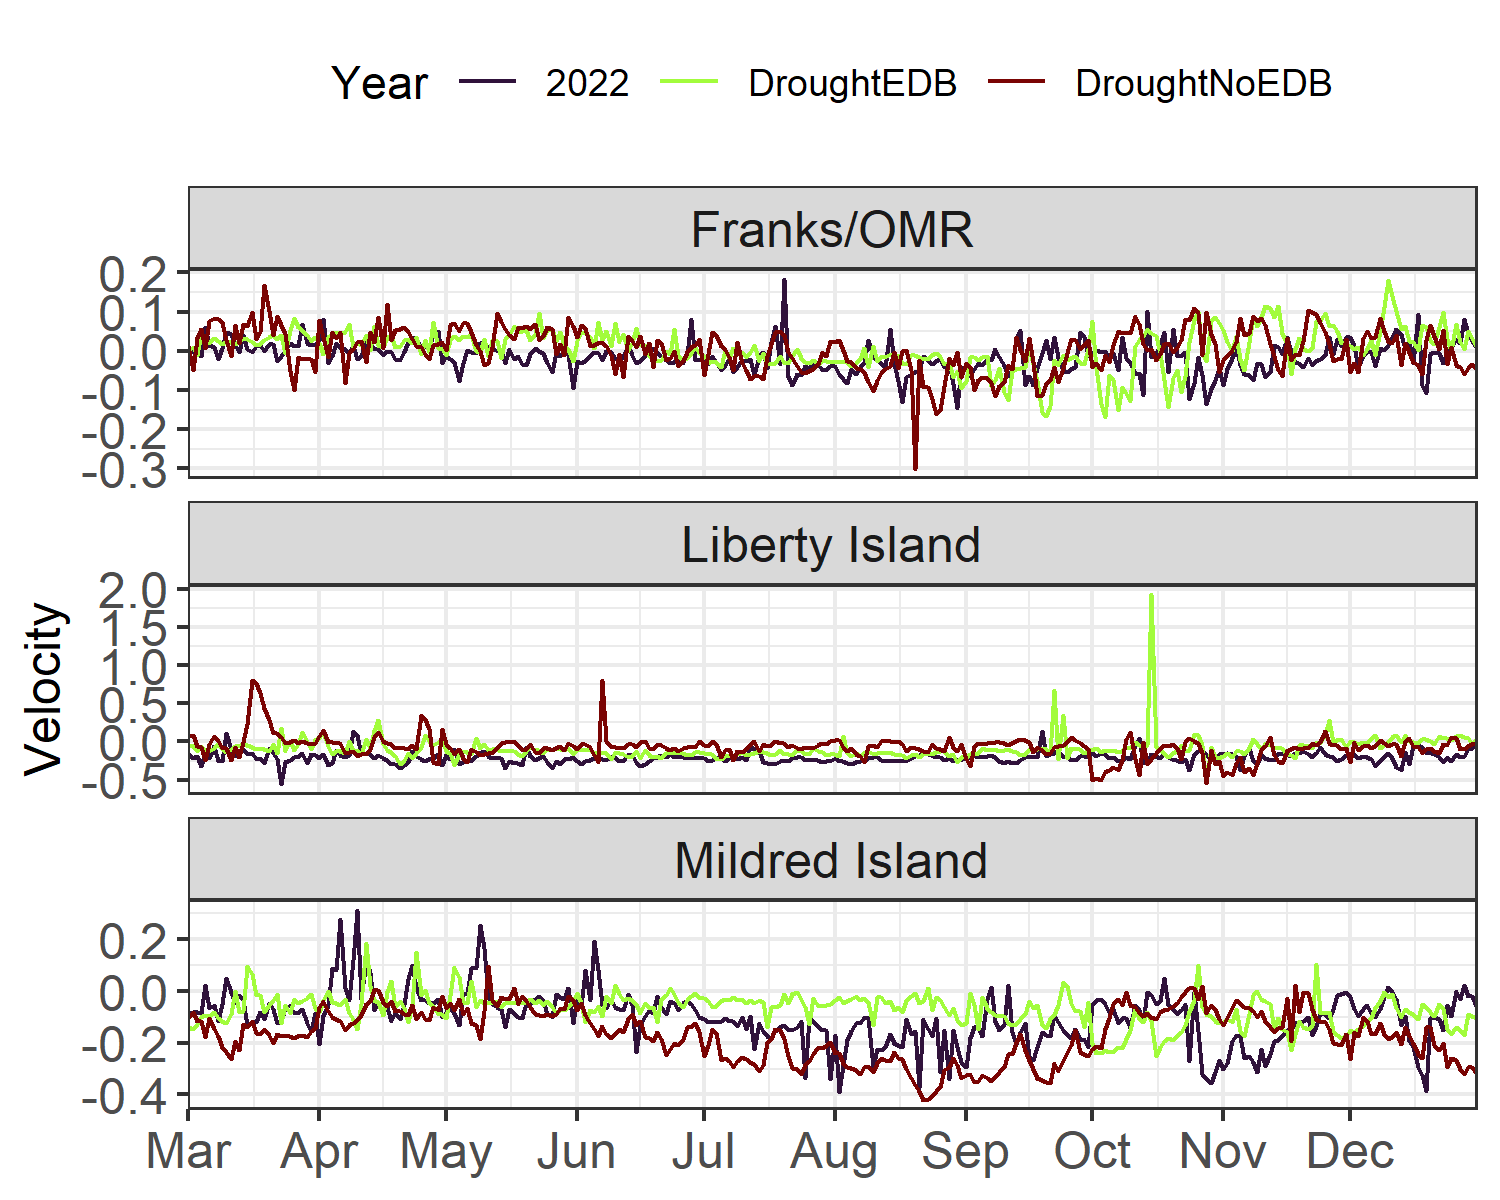 Year 2022 DroughtEDB DroughtNoEDB
Franks/OMR
0.2
0.1
0.0
-0.1
-0.2
-0.3
Liberty Island
2.0
1.5
1.0
0.5
0.0
-0.5
Velocity
Mildred Island
0.2
0.0
-0.2
-0.4
Mar Apr May Jun Jul Aug Sep Oct Nov Dec